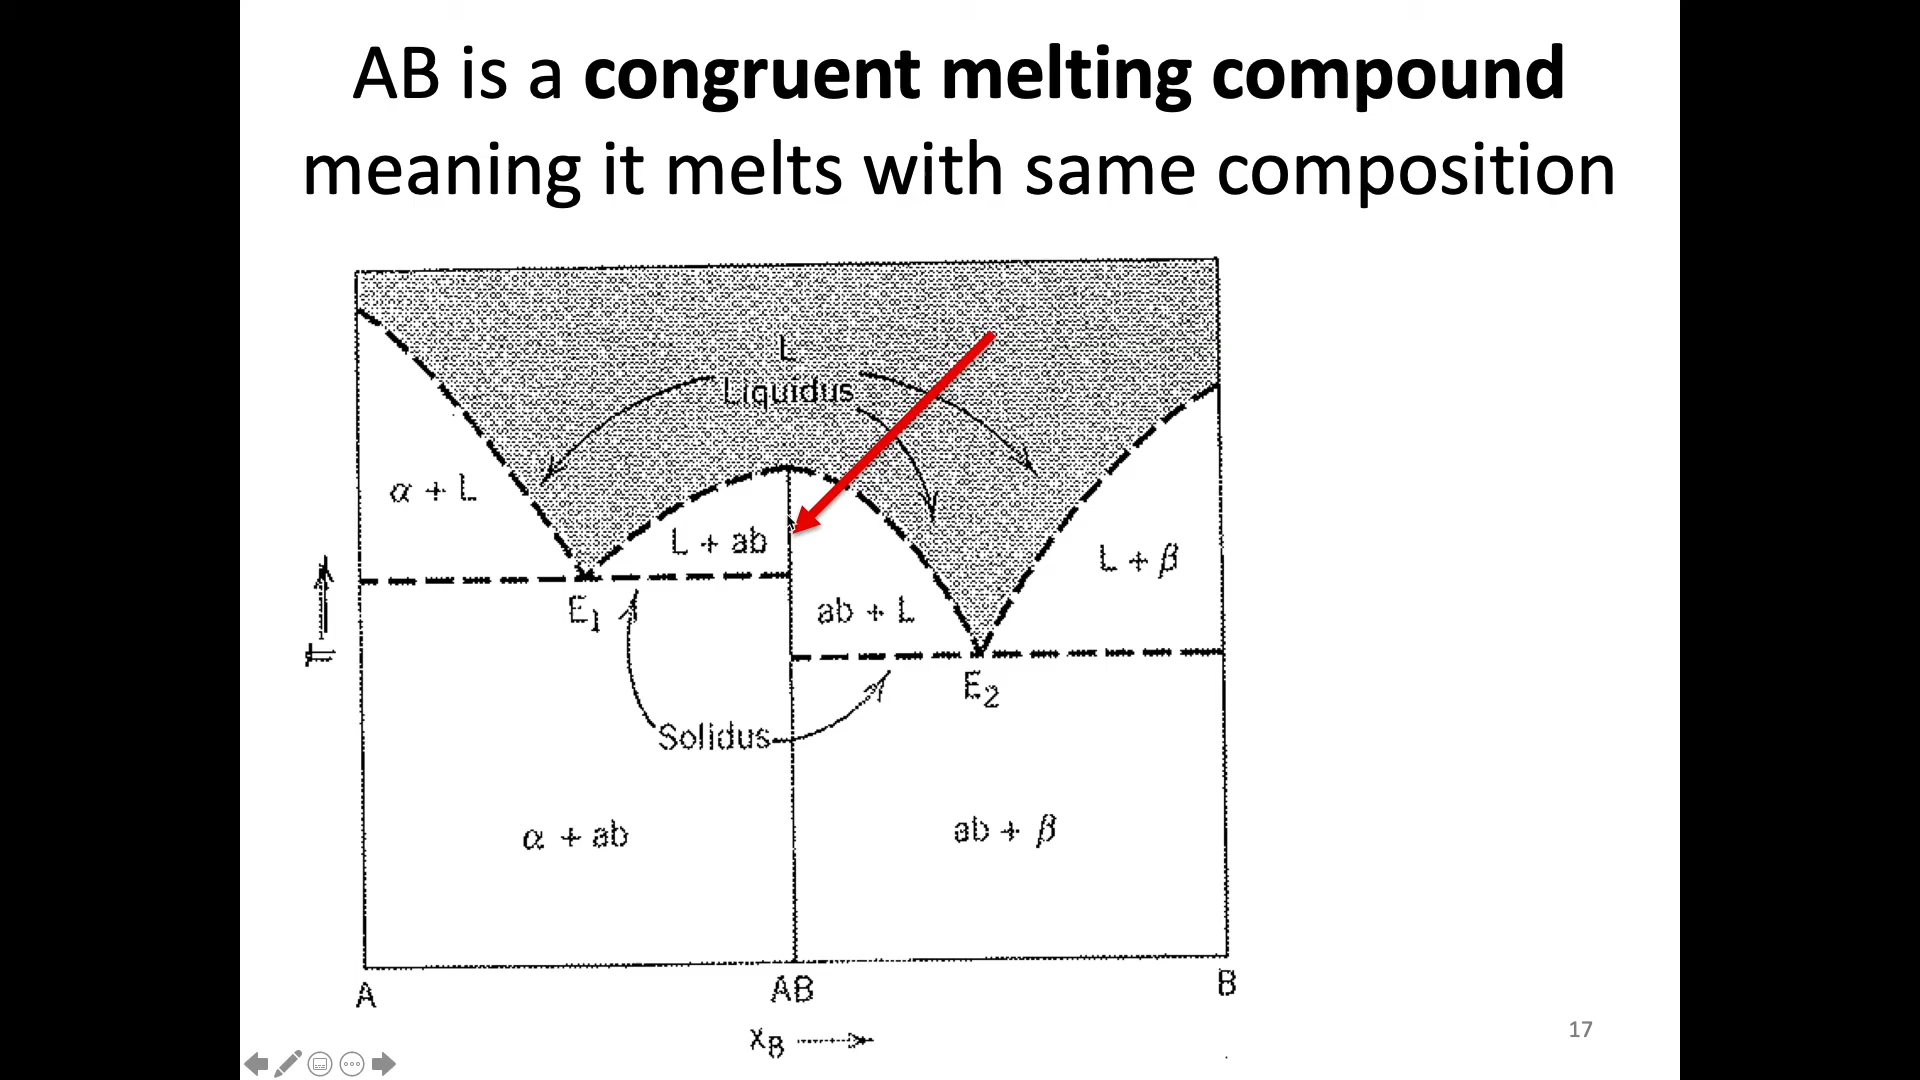 AB is a congruent melting compound
meaning it melts with same composition
L
Liquidus
α + L
L + ab
L + β
E₁
ab + L
T
E₂
Solidus
α + ab
ab + β
A
AB
B
x_B
17